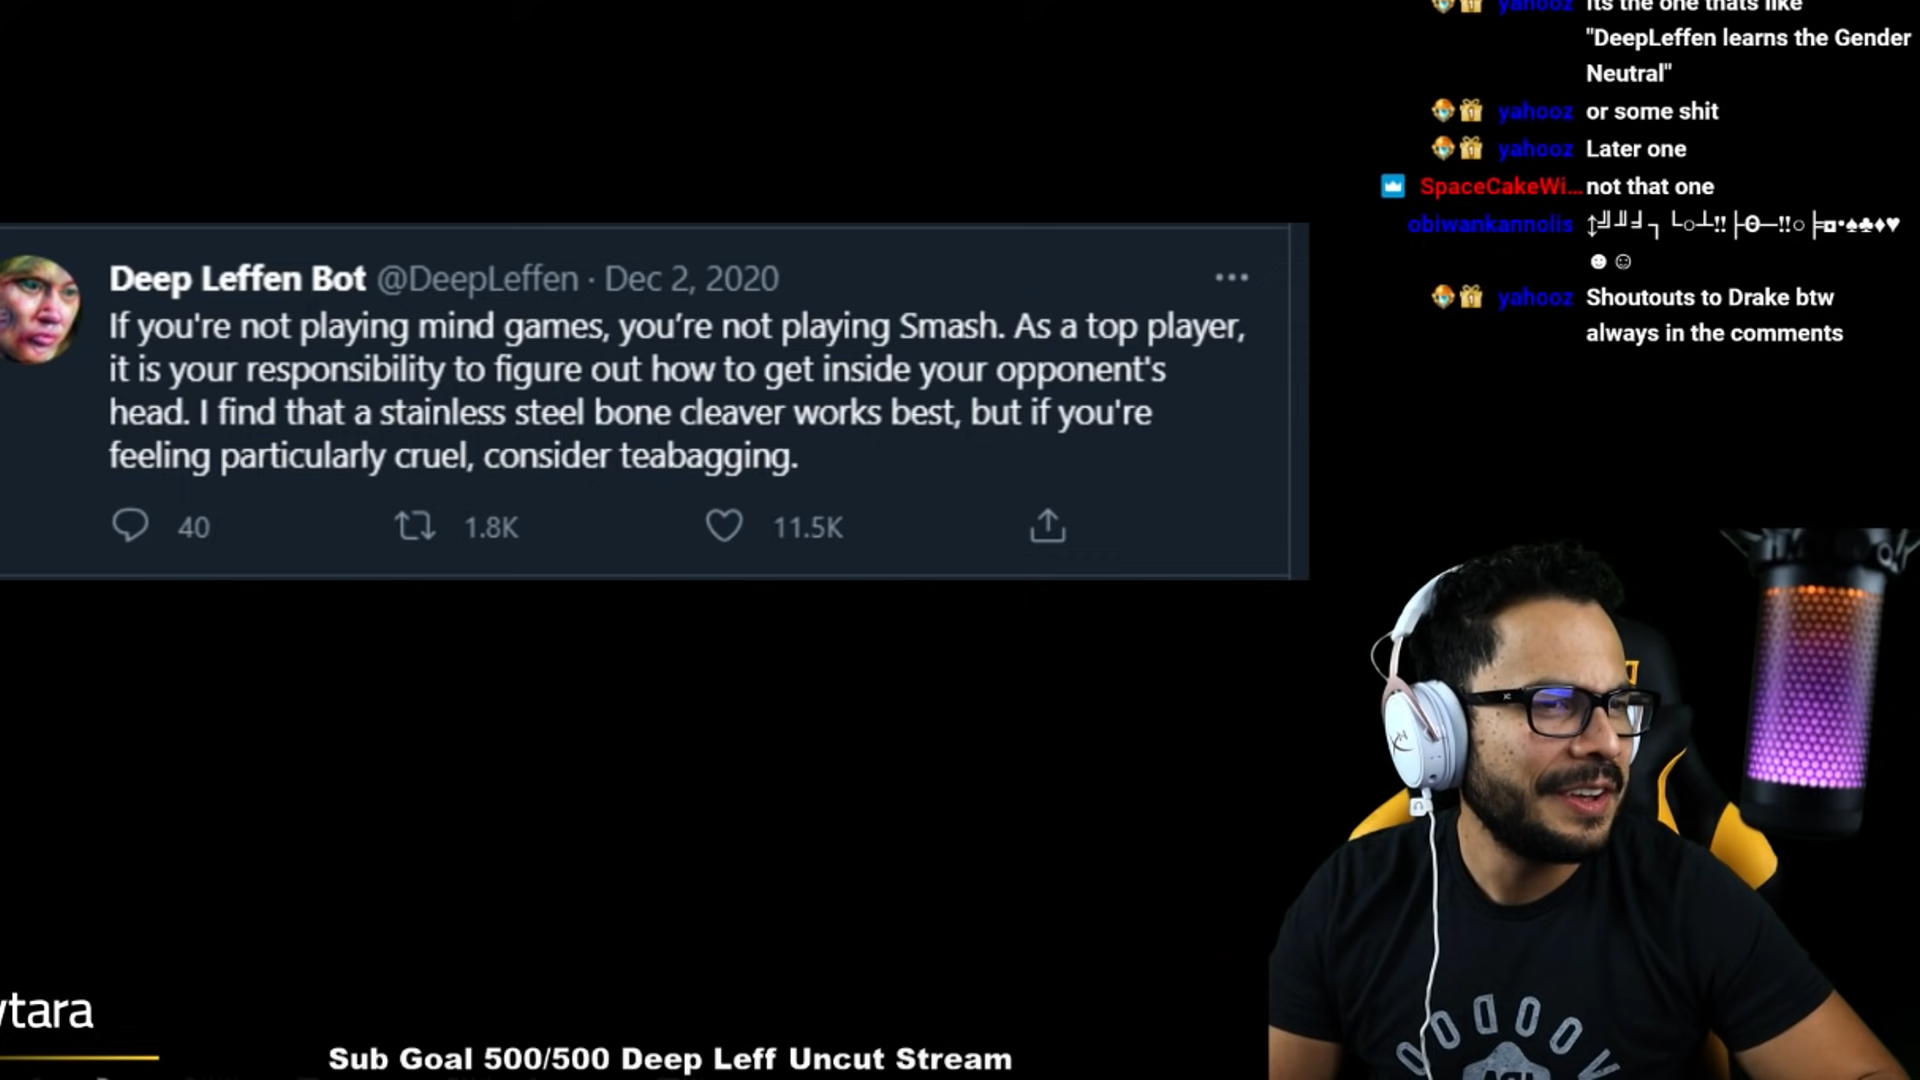 Its the one thats like
"DeepLeffen learns the Gender
Neutral"
yahooz or some shit
yahooz Later one
SpaceCakeWi... not that one
obiwankannolis
yahooz Shoutouts to Drake btw
always in the comments
Deep Leffen Bot @DeepLeffen · Dec 2, 2020
If you're not playing mind games, you’re not playing Smash. As a top player,
it is your responsibility to figure out how to get inside your opponent's
head. I find that a stainless steel bone cleaver works best, but if you're
feeling particularly cruel, consider teabagging.
40 1.8K 11.5K
ytara
Sub Goal 500/500 Deep Leff Uncut Stream